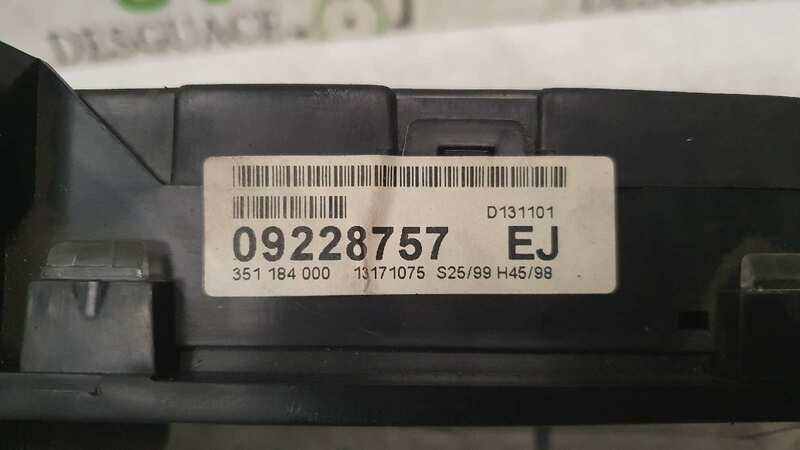 DESGUACE
D131101
09228757 EJ
351 184 000 13171075 S25/99 H45/98